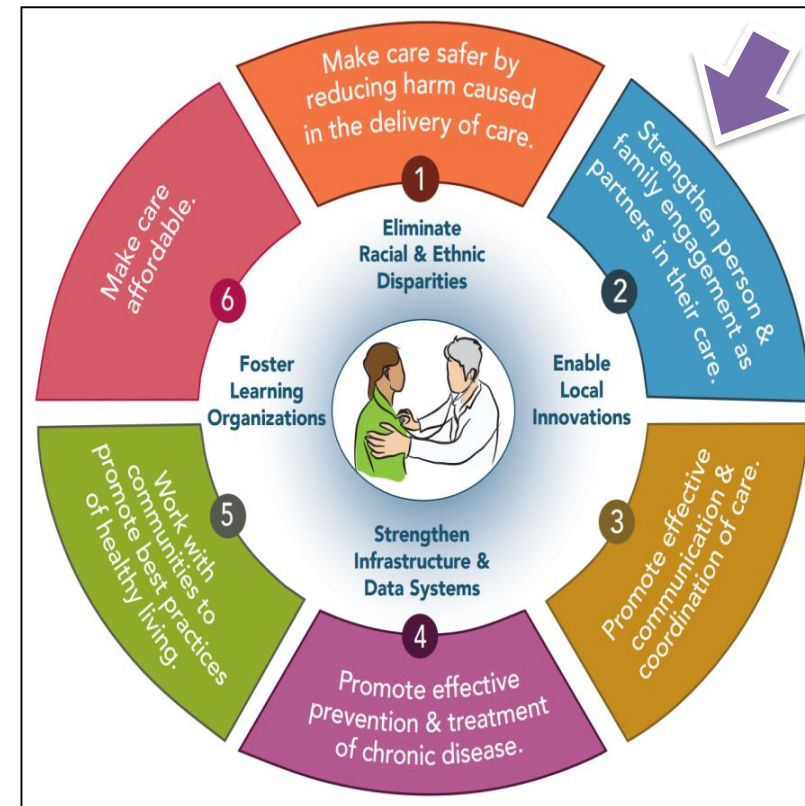 Make care safer by
reducing harm caused
in the delivery of care.
1
Strengthen person &
family engagement as
partners in their care.
2
Promote effective
communication &
coordination of care.
3
Promote effective
prevention & treatment
of chronic disease.
4
Work with
communities to
promote best practices
of healthy living.
5
Make care
affordable.
6
Eliminate
Racial & Ethnic
Disparities
Enable
Local
Innovations
Strengthen
Infrastructure &
Data Systems
Foster
Learning
Organizations